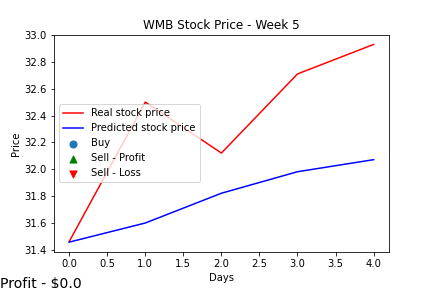 WMB Stock Price - Week 5
33.0
32.8
32.6
32.4
32.2
32.0
31.8
31.6
31.4
Price
Real stock price
Predicted stock price
Buy
Sell - Profit
Sell - Loss
0.0 0.5 1.0 1.5 2.0 2.5 3.0 3.5 4.0
Days
Profit - $0.0